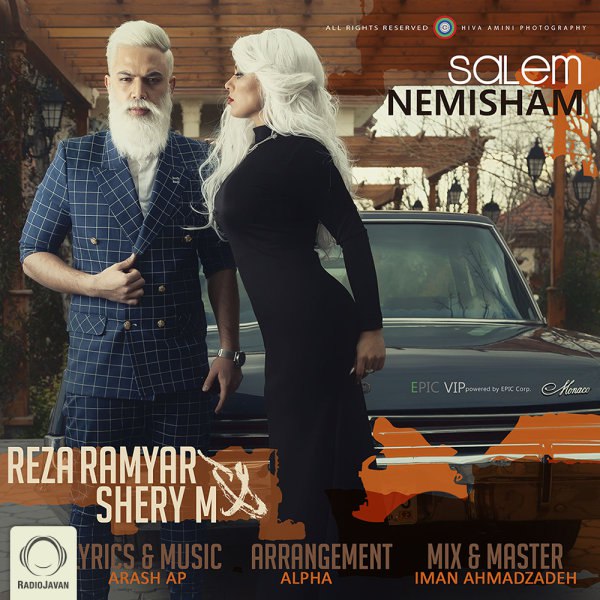 ALL RIGHTS RESERVED HIVA AMINI PHOTOGRAPHY
salem
NEMISHAM
EPIC VIP powered by EPIC Corp. Monaco
REZA RAMYAR
SHERY M
LYRICS & MUSIC ARRANGEMENT MIX & MASTER
ARASH AP ALPHA IMAN AHMADZADEH
RADIOJAVAN